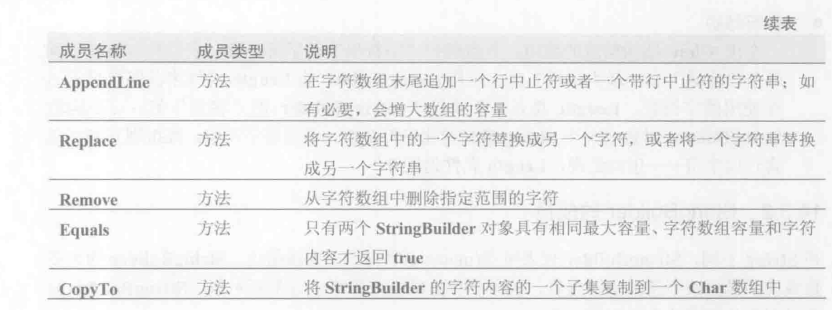 续表
成员名称 成员类型 说明
AppendLine 方法 在字符数组末尾追加一个行中止符或者一个带行中止符的字符串；如
有必要，会增大数组的容量
Replace 方法 将字符数组中的一个字符替换成另一个字符，或者将一个字符串替换
成另一个字符串
Remove 方法 从字符数组中删除指定范围的字符
Equals 方法 只有两个 StringBuilder 对象具有相同最大容量、字符数组容量和字符
内容才返回 true
CopyTo 方法 将 StringBuilder 的字符内容的一个子集复制到一个 Char 数组中